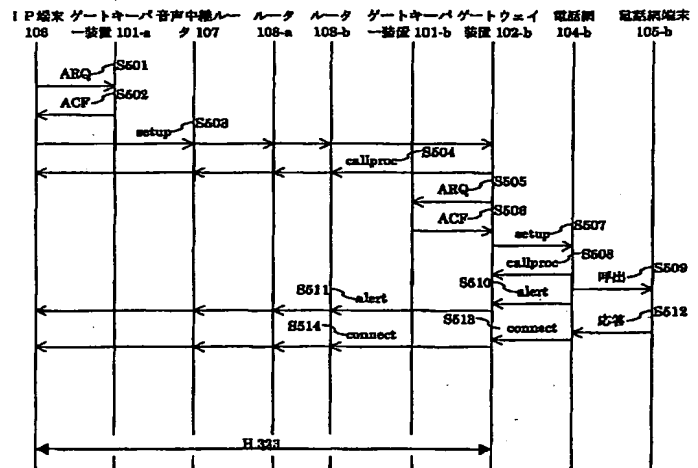 IP端末 ゲートキーパ 音声中継ルー ルータ ルータ ゲートキーパ ゲートウェイ 電話網 電話網端末
106 ー装置 101-a タ 107 108-a 108-b ー装置 101-b 装置 102-b 104-b 105-b
ARQ S501
ACF S502
setup S503
callproc S504
ARQ S505
ACF S506
setup S507
callproc S508
呼出 S509
S510 alert
S511 alert
応答 S512
S513 connect
S514 connect
H.323